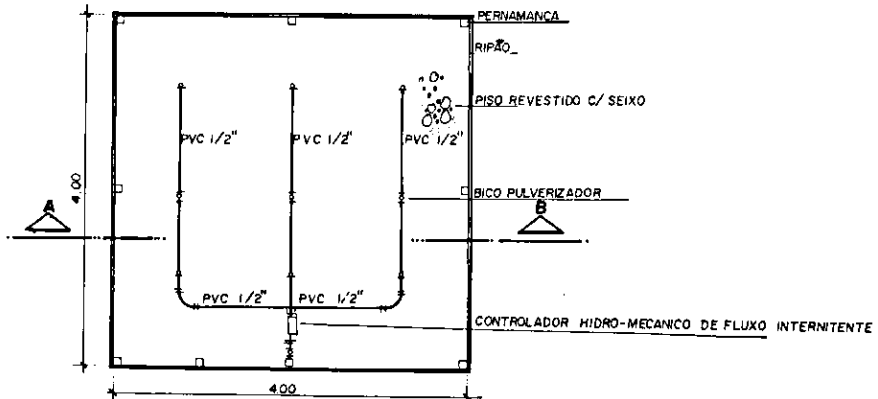 PERNAMANCA
RIPÃO
PISO REVESTIDO C/ SEIXO
PVC 1/2" PVC 1/2" PVC 1/2"
4.00
BICO PULVERIZADOR
A B
PVC 1/2" PVC 1/2"
CONTROLADOR HIDRO-MECANICO DE FLUXO INTERNITENTE
4.00